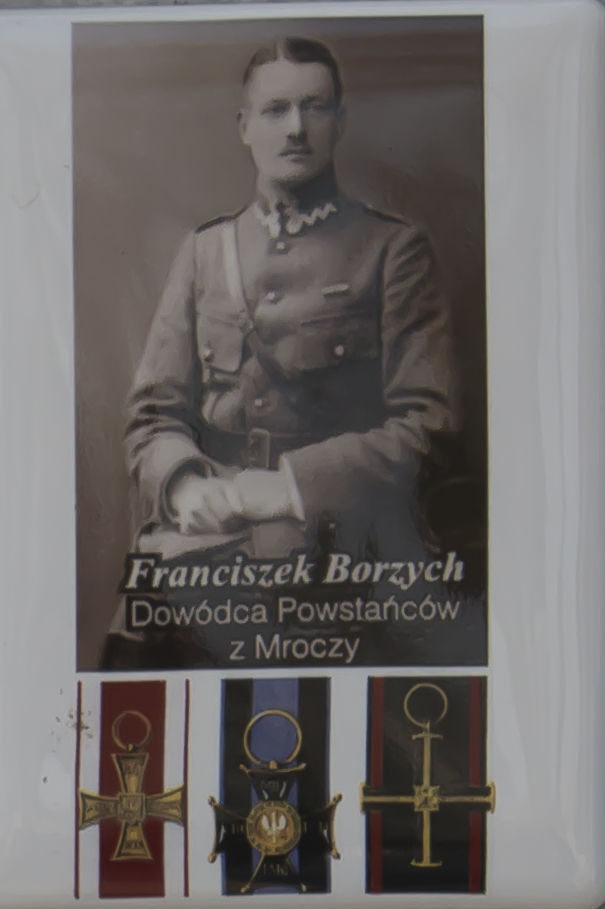 Franciszek Borzych
Dowódca Powstańców
z Mroczy